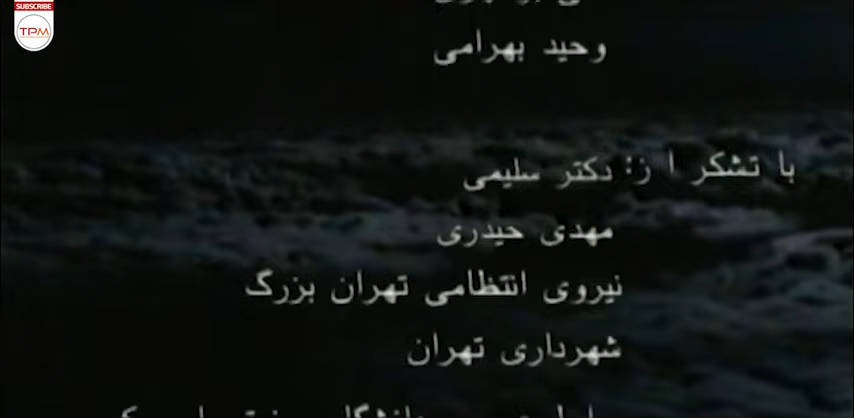 SUBSCRIBE
TPM
وحید بهرامی
با تشکر از: دکتر سلیمی
مهدی حیدری
نیروی انتظامی تهران بزرگ
شهرداری تهران